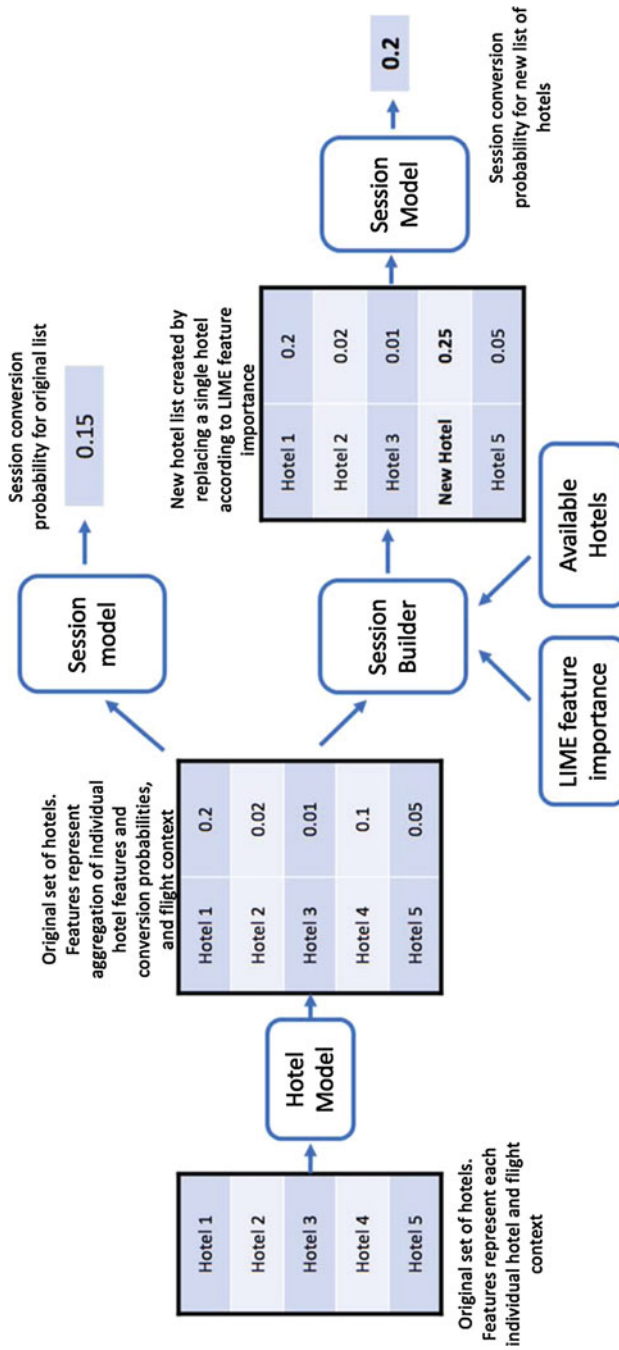 Hotel 1
Hotel 2
Hotel 3
Hotel 4
Hotel 5
Original set of hotels.
Features represent each
individual hotel and flight
context
Hotel
Model
Original set of hotels.
Features represent
aggregation of individual
hotel features and
conversion probabilities,
and flight context
Hotel 1 0.2
Hotel 2 0.02
Hotel 3 0.01
Hotel 4 0.1
Hotel 5 0.05
Session
model
Session conversion
probability for original list
0.15
Session
Builder
LIME feature
importance
Available
Hotels
New hotel list created by
replacing a single hotel
according to LIME feature
importance
Hotel 1 0.2
Hotel 2 0.02
Hotel 3 0.01
New Hotel 0.25
Hotel 5 0.05
Session
Model
0.2
Session conversion
probability for new list of
hotels